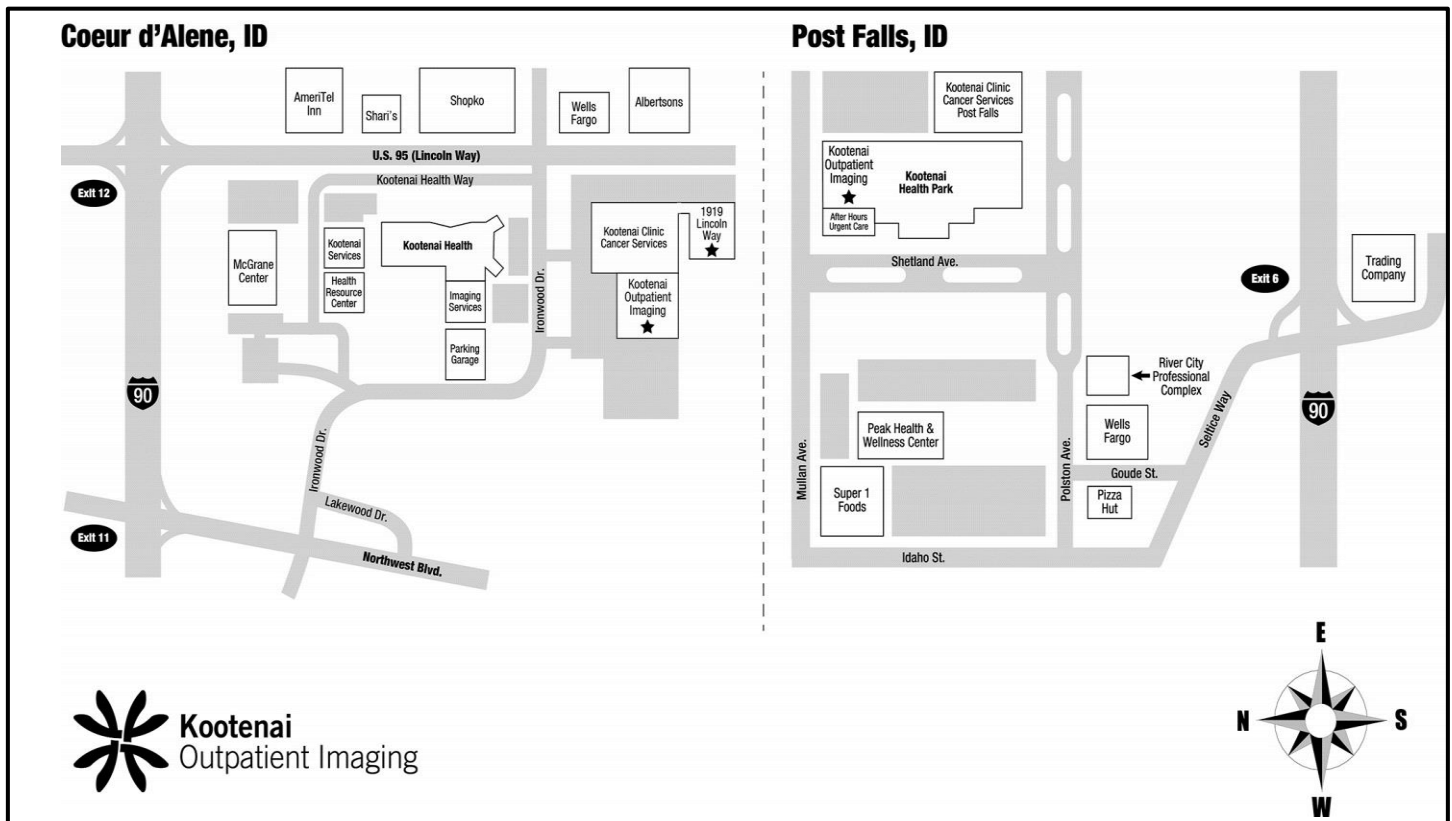 Coeur d'Alene, ID
AmeriTel
Inn
Shari's
Shopko
Wells
Fargo
Albertsons
U.S. 95 (Lincoln Way)
Kootenai Health Way
Exit 12
McGrane
Center
Kootenai
Services
Health
Resource
Center
Kootenai Health
Imaging
Services
Parking
Garage
Ironwood Dr.
Kootenai Clinic
Cancer Services
1919
Lincoln
Way
Kootenai
Outpatient
Imaging
90
Ironwood Dr.
Lakewood Dr.
Exit 11
Northwest Blvd.
Post Falls, ID
Kootenai Clinic
Cancer Services
Post Falls
Kootenai
Outpatient
Imaging
Kootenai
Health Park
After Hours
Urgent Care
Shetland Ave.
Exit 6
Trading
Company
River City
Professional
Complex
90
Peak Health &
Wellness Center
Wells
Fargo
Seltice Way
Mullan Ave.
Polston Ave.
Goude St.
Super 1
Foods
Pizza
Hut
Idaho St.
Kootenai
Outpatient Imaging
E
N
S
W